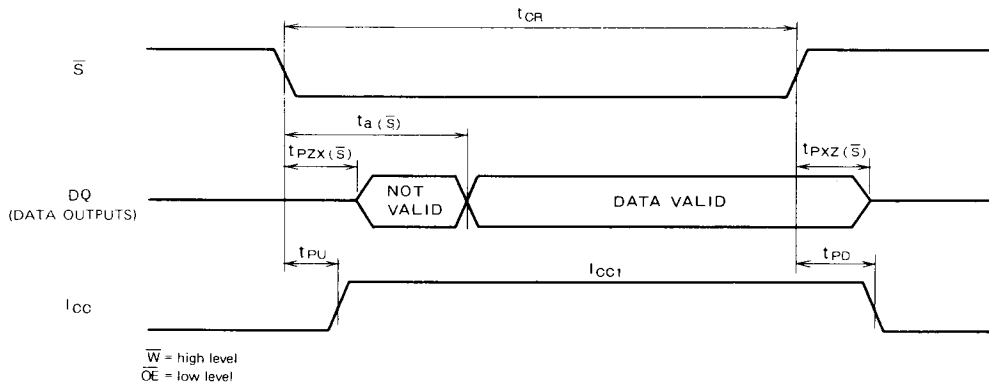 tCR
S̅
ta(S̅)
tPZX(S̅)
tPXZ(S̅)
DQ
(DATA OUTPUTS)
NOT
VALID
DATA VALID
tPU
ICC1
tPD
ICC
W̅ = high level
O̅E̅ = low level